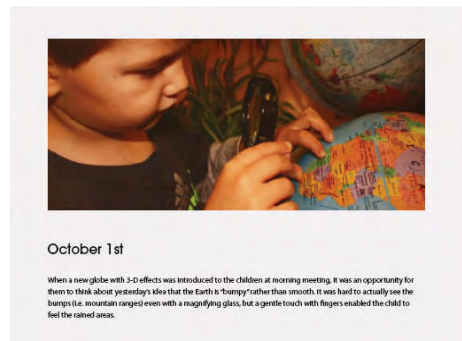 October 1st
When a new globe with 3-D effects was introduced to the children at morning meeting, it was an opportunity for
them to think about yesterday's idea that the Earth is "bumpy" rather than smooth. It was hard to actually see the
bumps (i.e. mountain ranges) even with a magnifying glass, but a gentle touch with fingers enabled the child to
feel the rained areas.